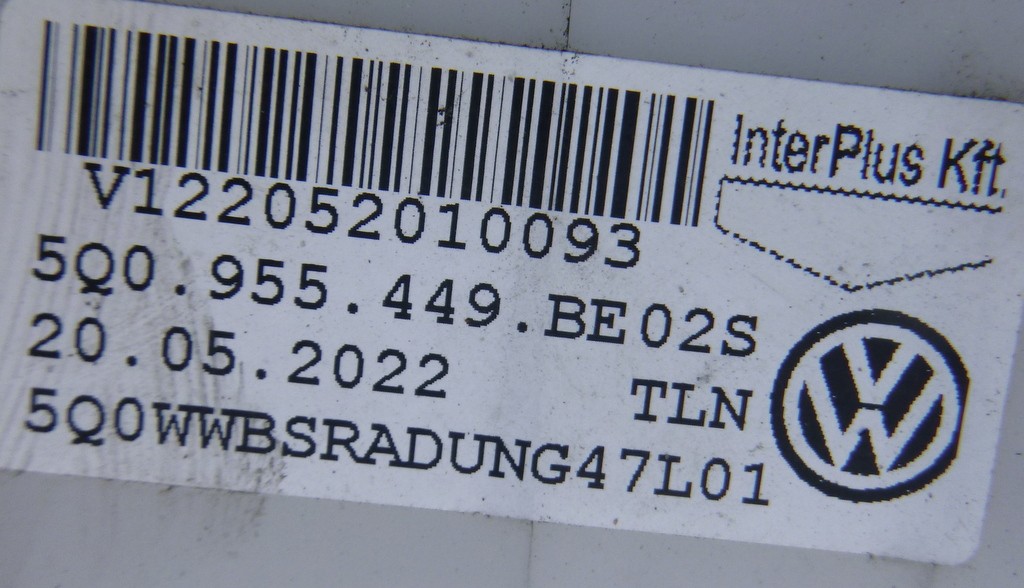 InterPlus Kft.
V122052010093
5Q0.955.449.BE02S
20.05.2022 TLN
5Q0WWBSRADUNG47L01